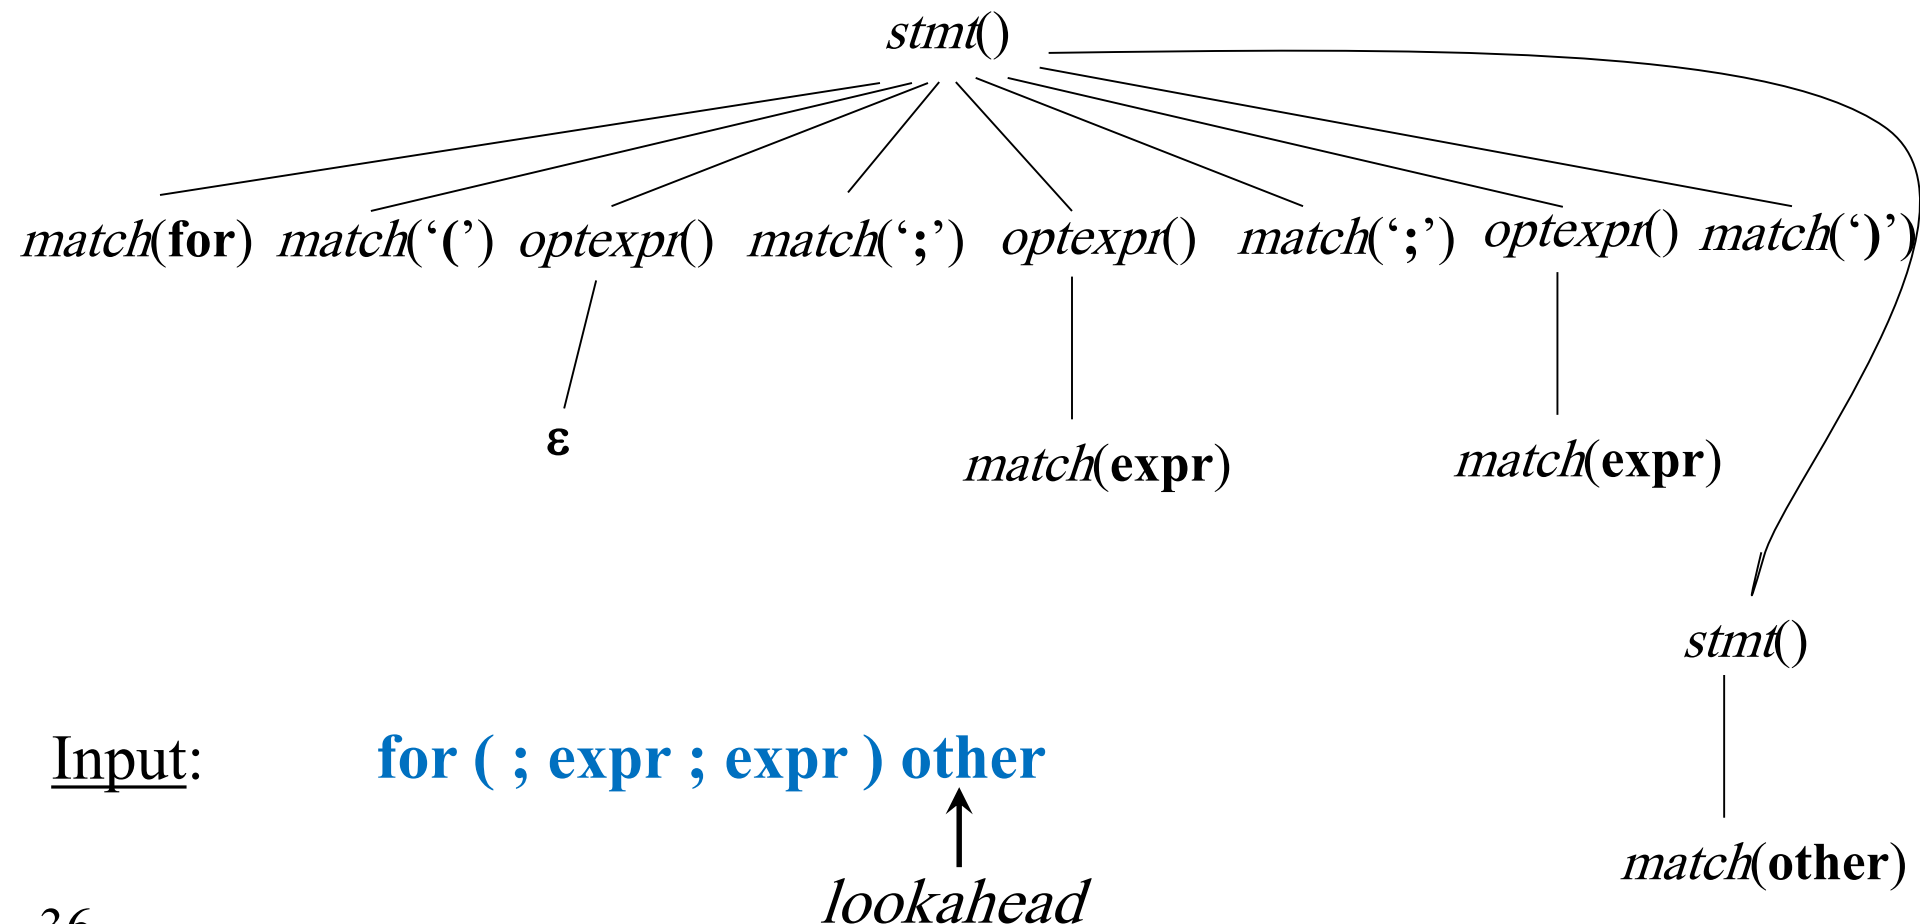 stmt()
match(for) match(‘(’) optexpr() match(‘;’) optexpr() match(‘;’) optexpr() match(‘)’)
ε
match(expr) match(expr)
stmt()
Input: for ( ; expr ; expr ) other
match(other)
lookahead
36